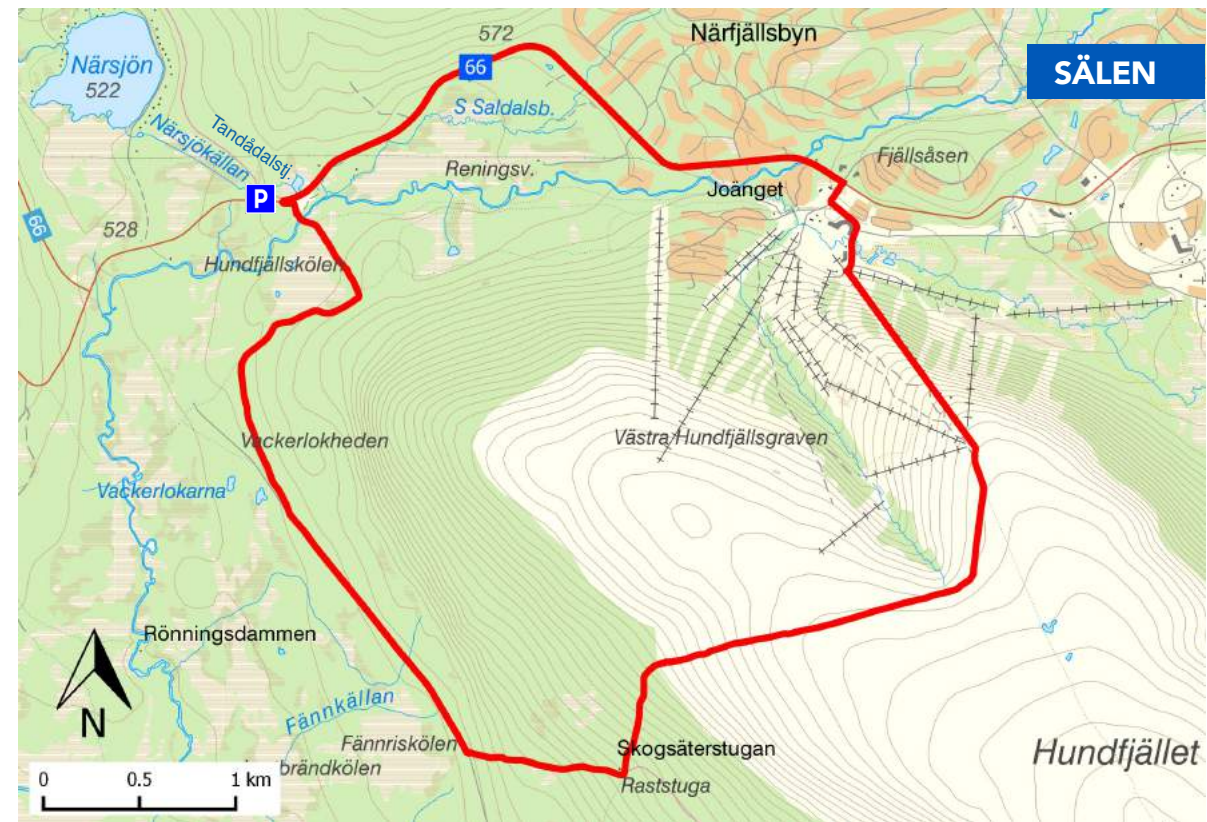 572
Närfjällsbyn
SÄLEN
Närsjön
522
66
S Saldalsb.
Tandådalstj.
Närsjökällan
Reningsv.
Fjällsåsen
Joänget
P
66
528
Hundfjällskölen
Vackerlokheden
Västra Hundfjällsgraven
Vackerlokarna
Rönningsdammen
N
Fännkällan
Fännriskölen
Skogsäterstugan
Raststuga
Hundfjället
brändkölen
0 0.5 1 km